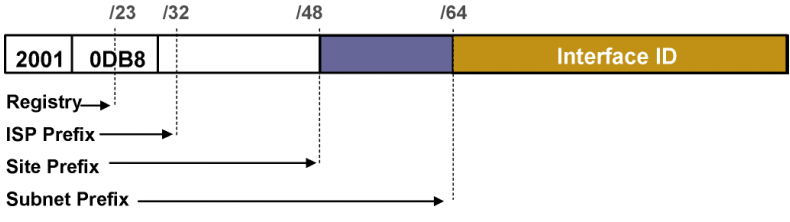 /23 /32 /48 /64
2001 0DB8 Interface ID
Registry
ISP Prefix
Site Prefix
Subnet Prefix